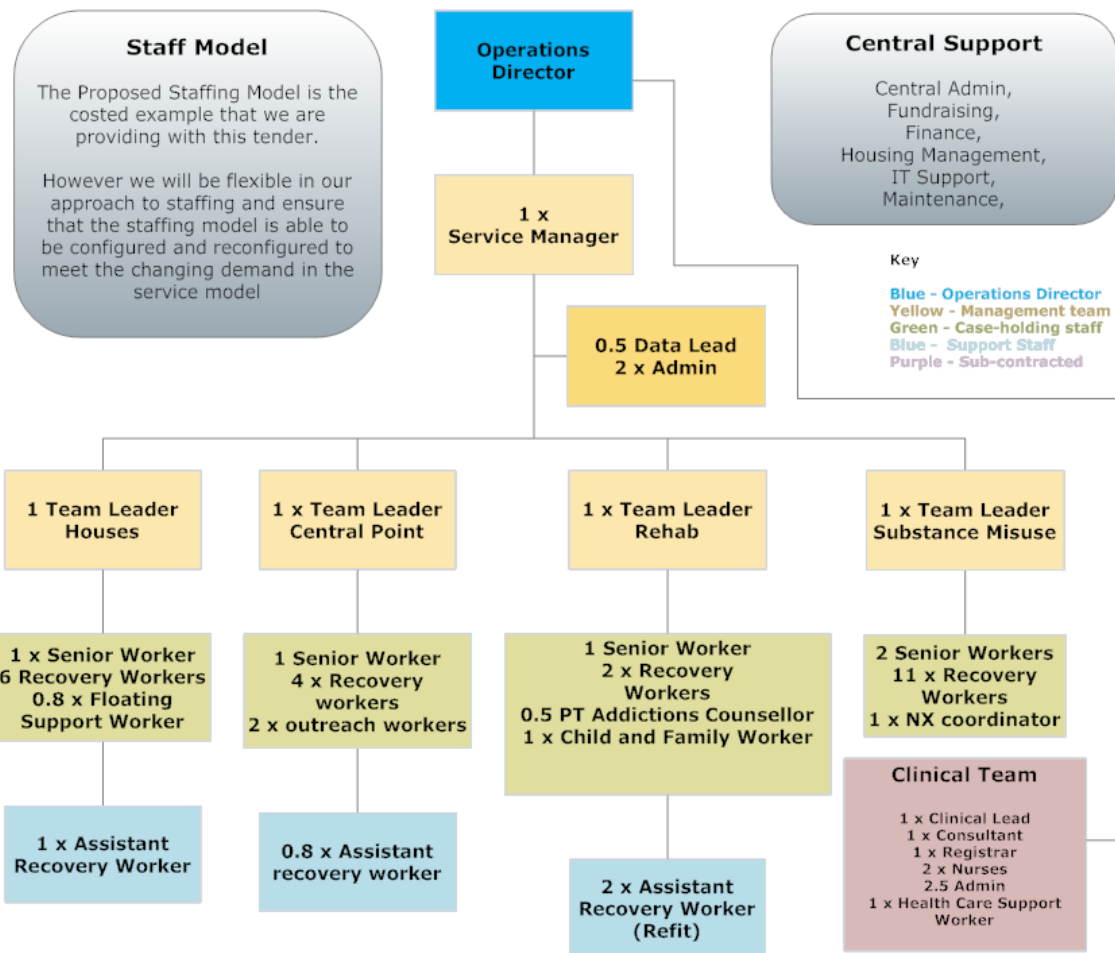 Staff Model
The Proposed Staffing Model is the
costed example that we are
providing with this tender.
However we will be flexible in our
approach to staffing and ensure
that the staffing model is able to
be configured and reconfigured to
meet the changing demand in the
service model
Operations
Director
Central Support
Central Admin,
Fundraising,
Finance,
Housing Management,
IT Support,
Maintenance,
1 x
Service Manager
Key
Blue - Operations Director
Yellow - Management team
Green - Case-holding staff
Blue - Support Staff
Purple - Sub-contracted
0.5 Data Lead
2 x Admin
1 Team Leader
Houses
1 x Team Leader
Central Point
1 x Team Leader
Rehab
1 x Team Leader
Substance Misuse
1 x Senior Worker
6 Recovery Workers
0.8 x Floating
Support Worker
1 Senior Worker
4 x Recovery
workers
2 x outreach workers
1 Senior Worker
2 x Recovery
Workers
0.5 PT Addictions Counsellor
1 x Child and Family Worker
2 Senior Workers
11 x Recovery
Workers
1 x NX coordinator
1 x Assistant
Recovery Worker
0.8 x Assistant
recovery worker
2 x Assistant
Recovery Worker
(Refit)
Clinical Team
1 x Clinical Lead
1 x Consultant
1 x Registrar
2 x Nurses
2.5 Admin
1 x Health Care Support
Worker